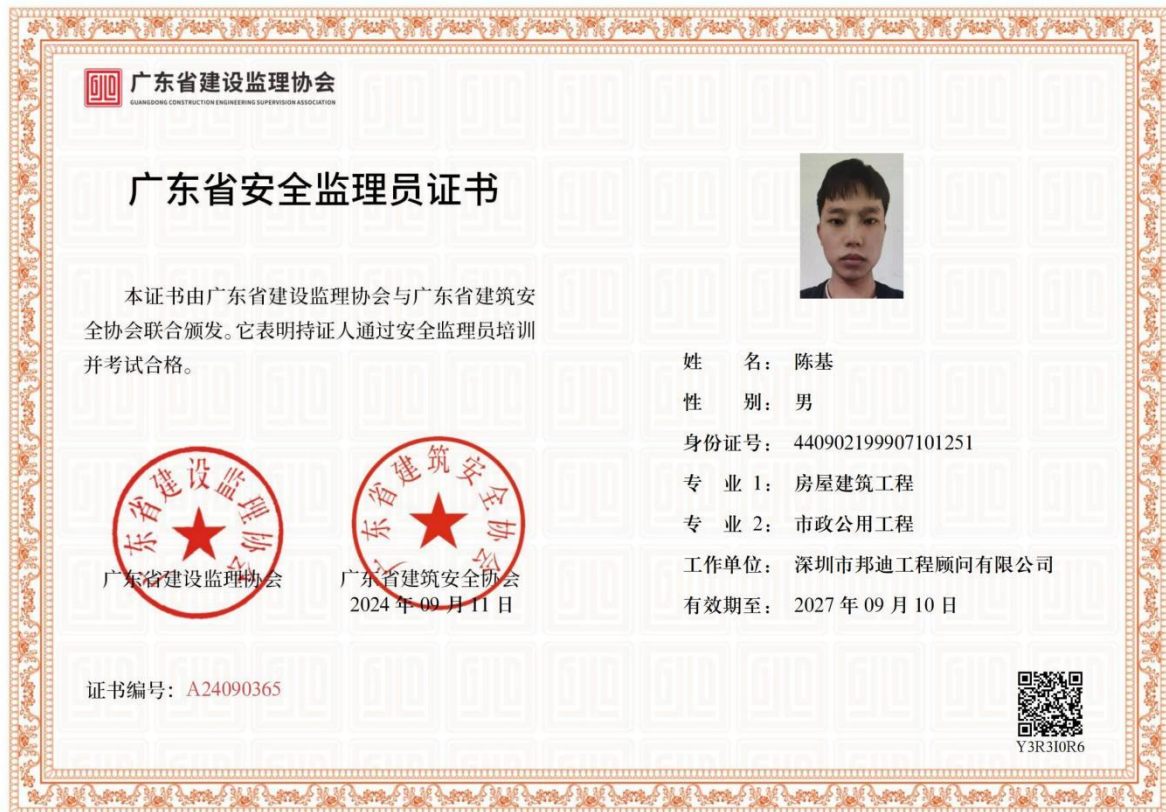 广东省建设监理协会
GUANGDONG CONSTRUCTION ENGINEERING SUPERVISION ASSOCIATION
广东省安全监理员证书
本证书由广东省建设监理协会与广东省建筑安
全协会联合颁发。它表明持证人通过安全监理员培训
并考试合格。
广东省建设监理协会
广东省建筑安全协会
广东省建设监理协会
广东省建筑安全协会
2024 年 09 月 11 日
证书编号：A24090365
姓 名：陈基
性 别：男
身份证号：440902199907101251
专 业 1：房屋建筑工程
专 业 2：市政公用工程
工作单位：深圳市邦迪工程顾问有限公司
有效期至：2027 年 09 月 10 日
Y3R3I0R6